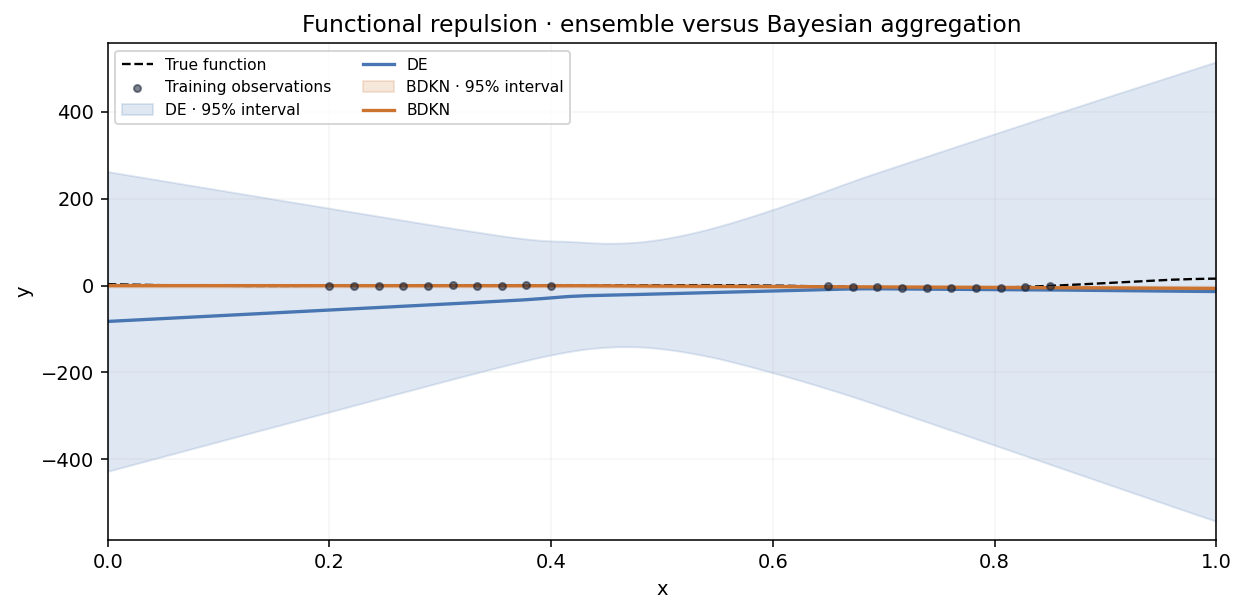 Functional repulsion · ensemble versus Bayesian aggregation
True function
Training observations
DE · 95% interval
DE
BDKN · 95% interval
BDKN
400
200
0
−200
−400
y
0.0 0.2 0.4 0.6 0.8 1.0
x